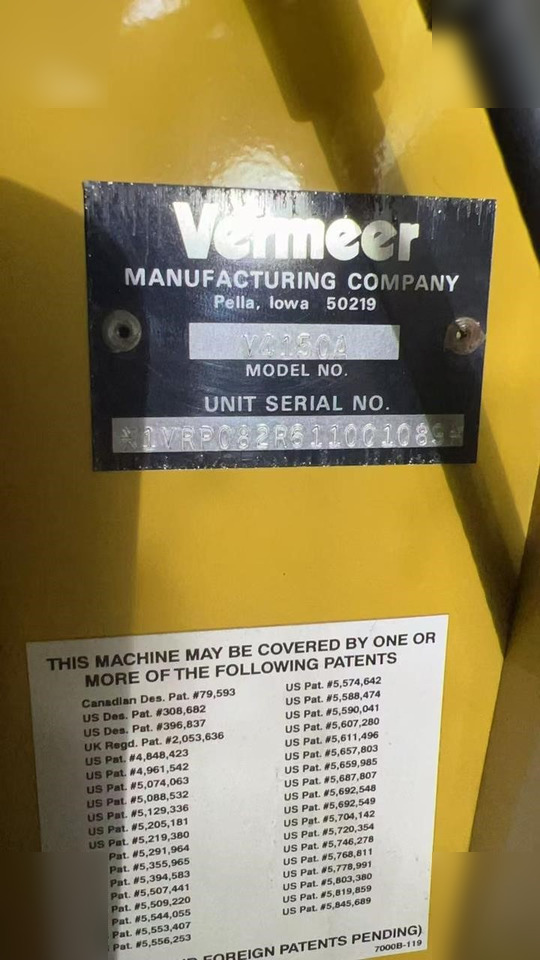 Vermeer
MANUFACTURING COMPANY
Pella, Iowa 50219
V4150A
MODEL NO.
UNIT SERIAL NO.
THIS MACHINE MAY BE COVERED BY ONE OR
MORE OF THE FOLLOWING PATENTS
Canadian Des. Pat. #79,593
US Des. Pat. #308,682
US Des. Pat. #396,837
UK Regd. Pat. #2,053,636
US Pat. #4,848,423
US Pat. #4,961,542
US Pat. #5,074,063
US Pat. #5,088,532
US Pat. #5,129,336
US Pat. #5,205,181
US Pat. #5,219,380
Pat. #5,291,964
Pat. #5,355,965
Pat. #5,394,583
Pat. #5,507,441
Pat. #5,509,220
Pat. #5,544,055
Pat. #5,553,407
Pat. #5,556,253
US Pat. #5,574,642
US Pat. #5,588,474
US Pat. #5,590,041
US Pat. #5,607,280
US Pat. #5,611,496
US Pat. #5,657,803
US Pat. #5,659,985
US Pat. #5,687,807
US Pat. #5,692,548
US Pat. #5,692,549
US Pat. #5,704,142
US Pat. #5,720,354
US Pat. #5,746,278
US Pat. #5,768,811
US Pat. #5,778,991
US Pat. #5,803,380
US Pat. #5,819,859
US Pat. #5,845,689
FOREIGN PATENTS PENDING)
7000B-119